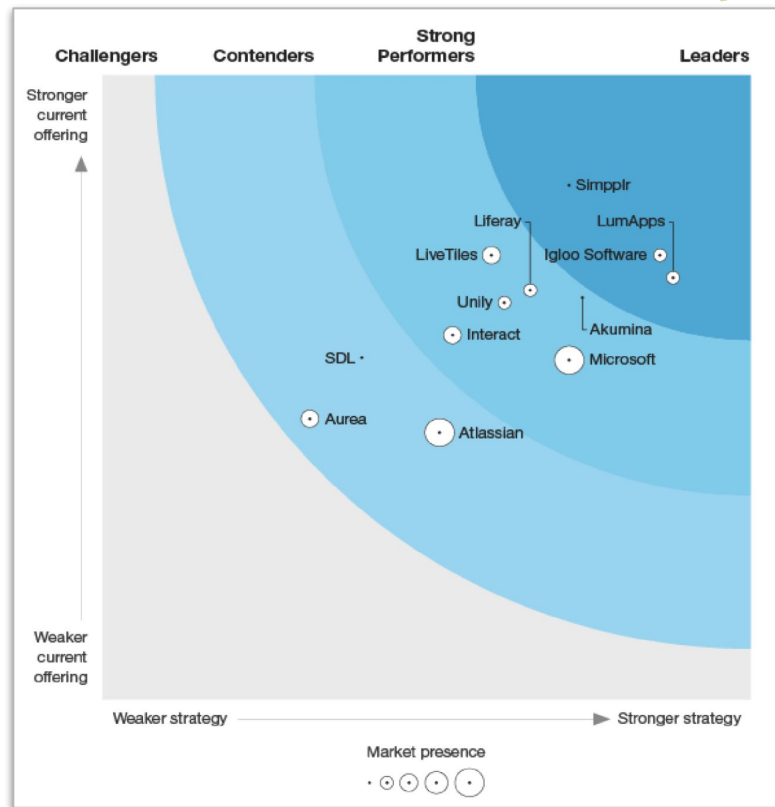 Challengers
Contenders
Strong
Performers
Leaders
Stronger
current
offering
Simpplr
Liferay
LumApps
LiveTiles
Igloo Software
Unily
Akumina
Interact
SDL
Microsoft
Aurea
Atlassian
Weaker
current
offering
Weaker strategy
Stronger strategy
Market presence